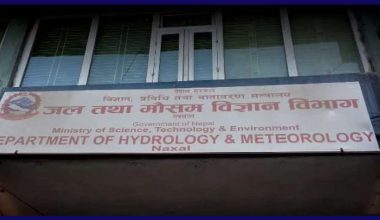 नेपाल सरकार
विज्ञान, प्रविधि तथा वातावरण मन्त्रालय
जल तथा मौसम विज्ञान विभाग
नक्साल
Government of Nepal
Ministry of Science, Technology & Environment
DEPARTMENT OF HYDROLOGY & METEOROLOGY
Naxal